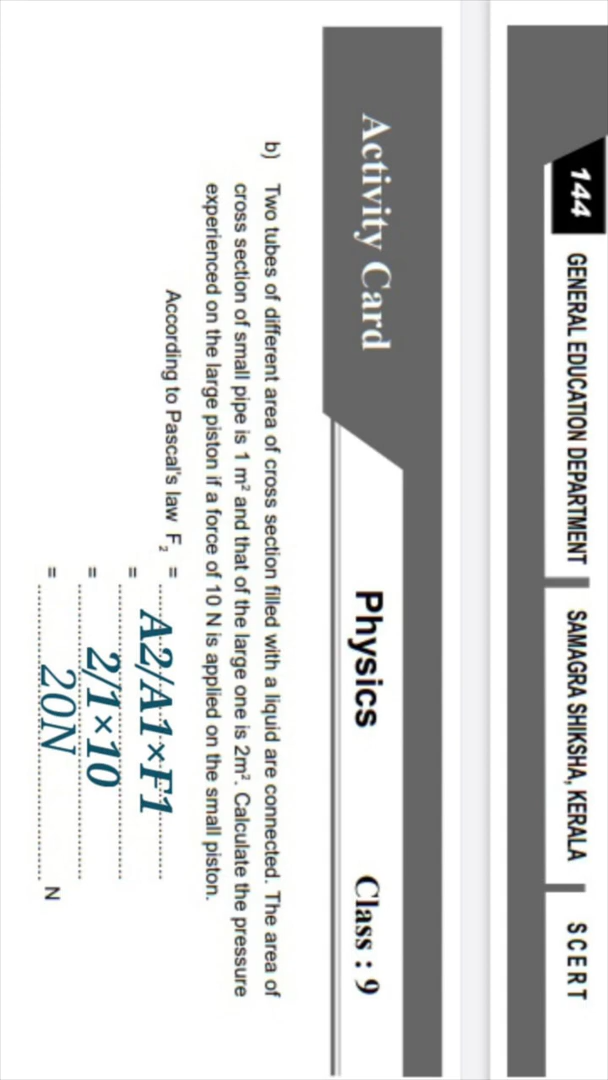 144 GENERAL EDUCATION DEPARTMENT SAMAGRA SHIKSHA, KERALA SCERT
Activity Card Physics Class : 9
b) Two tubes of different area of cross section filled with a liquid are connected. The area of
cross section of small pipe is 1 m² and that of the large one is 2m². Calculate the pressure
experienced on the large piston if a force of 10 N is applied on the small piston.
According to Pascal's law F₂ = A2/A1×F1
=
= 2/1×10
= 20N N